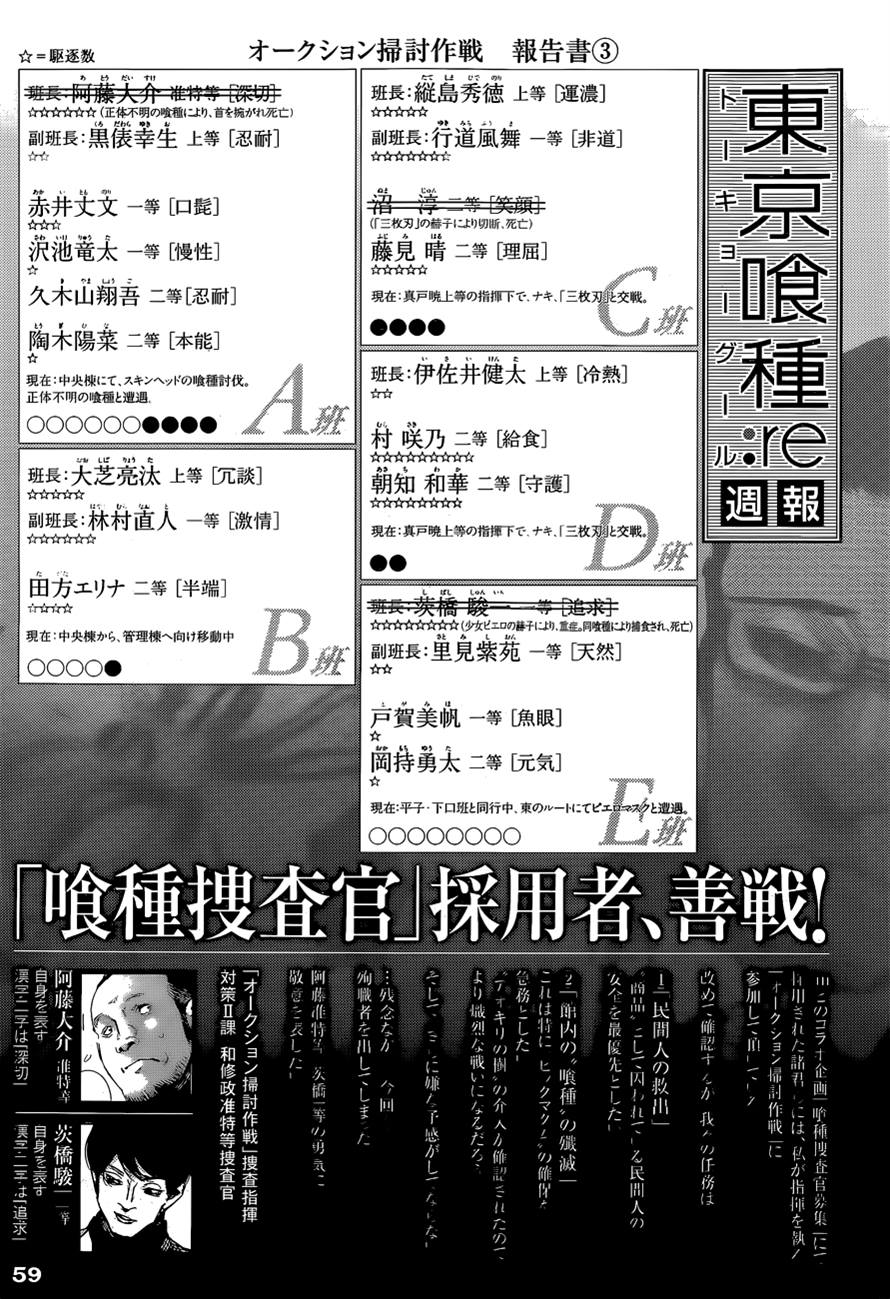 ☆=駆逐数
オークション掃討作戦 報告書③
東京喰種:re
トーキョーグール
週報
班長:阿藤大介 准特等 [深切]
☆☆☆☆☆☆(正体不明の喰種により、首を捥がれ死亡)
副班長:黒俵幸生 上等 [忍耐]
☆☆
赤井丈文 一等 [口髭]
☆☆☆
沢池竜太 一等 [慢性]
☆
久木山翔吾 二等 [忍耐]
陶木陽菜 二等 [本能]
☆
現在:中央棟にて、スキンヘッドの喰種討伐。
正体不明の喰種と遭遇。
○○○○○○●●●●
A班
班長:大芝亮汰 上等 [冗談]
☆☆☆☆☆
副班長:林村直人 一等 [激情]
☆☆☆☆☆☆
田方エリナ 二等 [半端]
☆☆☆☆
現在:中央棟から、管理棟へ向け移動中
○○○○●
B班
班長:縦島秀徳 上等 [運濃]
☆☆☆☆☆
副班長:行道風舞 一等 [非道]
☆☆☆☆☆☆☆
沼 淳 二等 [笑顔]
(「三枚刃」の赫子により切断、死亡)
藤見 晴 二等 [理屈]
☆☆☆☆☆
現在:真戸暁上等の指揮下で、ナキ、「三枚刃」と交戦。
●●●●
C班
班長:伊佐井健太 上等 [冷熱]
☆☆
村 咲乃 二等 [給食]
☆☆☆☆☆☆☆☆☆
朝知 和華 二等 [守護]
☆☆☆☆☆☆☆☆
現在:真戸暁上等の指揮下で、ナキ、「三枚刃」と交戦。
●●
D班
班長:茨橋 駿一 一等 [追求]
☆☆☆☆☆☆☆☆(少女ピエロの赫子により、重症。同喰種により捕食され、死亡)
副班長:里見紫苑 一等 [天然]
☆☆
戸賀美帆 一等 [魚眼]
☆
岡持勇太 二等 [元気]
☆
現在:平子・下口班と同行中、東のルートにてピエロマスクと遭遇。
○○○○○○○○
E班
「喰種捜査官」採用者、善戦!
このコラボ企画「喰種捜査官募集」にて
採用された諸君らには、私が指揮を執る
「オークション掃討作戦」に
参加して頂している
改めて確認するが 我々の任務は
1「民間人の救出」
"商品"として囚われている民間人の
安全を最優先とした
2「館内の"喰種"の殲滅」
これは特にビッグマダムの確保を
急務とした
「アオギリの樹」の介入が確認されたので
より熾烈な戦いになるだろう
そして に嫌な予感がしてならない
…残念ながら 今回
殉職者を出してしまった
阿藤准特等 茨橋一等の勇気に
敬意を表したい
「オークション掃討作戦」捜査指揮
対策Ⅱ課 和修政准特等捜査官
阿藤大介 准特等
自身を表す
漢字二字は「深切」
茨橋駿一 一等
自身を表す
漢字二字は「追求」
59